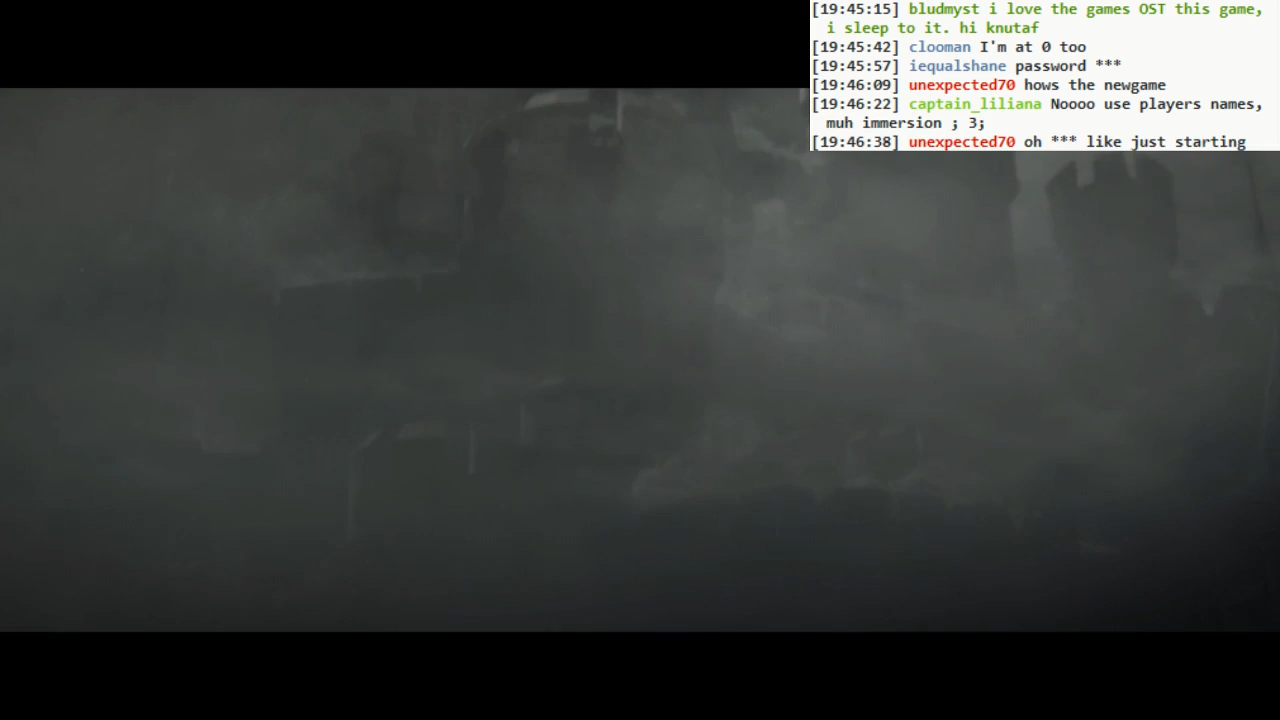 [19:45:15] bludmyst i love the games OST this game,
i sleep to it. hi knutaf
[19:45:42] clooman I'm at 0 too
[19:45:57] iequalshane password ***
[19:46:09] unexpected70 hows the newgame
[19:46:22] captain_liliana Noooo use players names,
muh immersion ; 3;
[19:46:38] unexpected70 oh *** like just starting